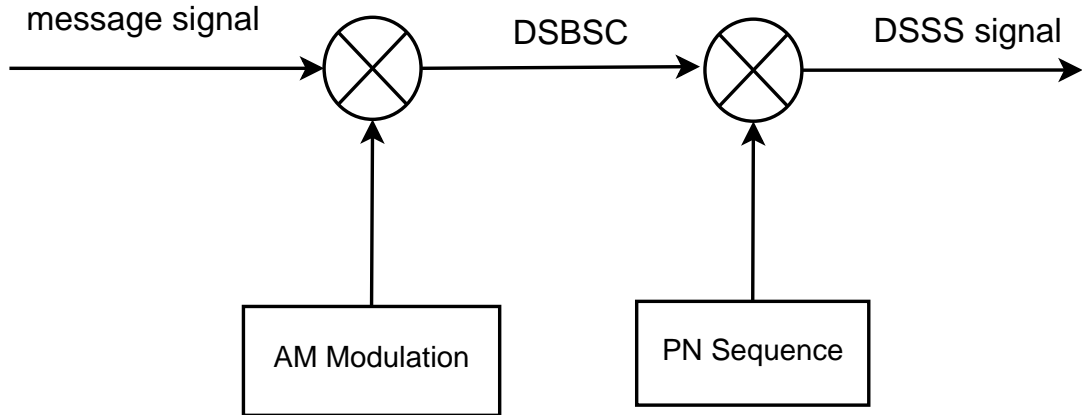 message signal
DSBSC
DSSS signal
AM Modulation
PN Sequence